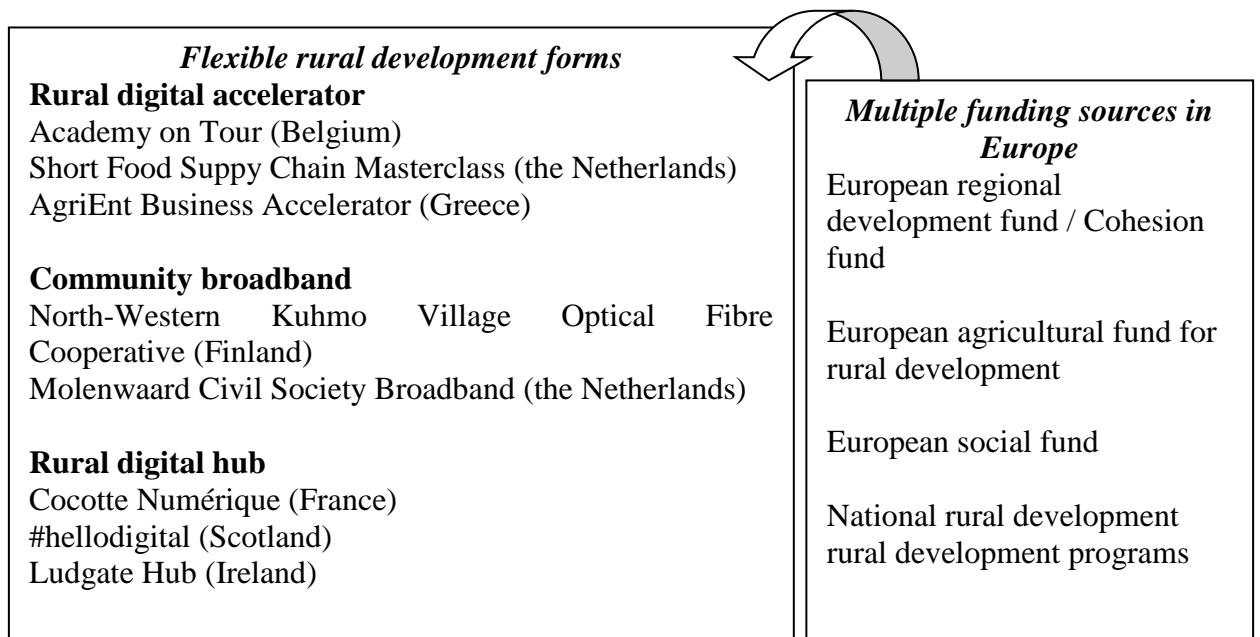 Flexible rural development forms
Rural digital accelerator
Academy on Tour (Belgium)
Short Food Suppy Chain Masterclass (the Netherlands)
AgriEnt Business Accelerator (Greece)
Community broadband
North-Western Kuhmo Village Optical Fibre
Cooperative (Finland)
Molenwaard Civil Society Broadband (the Netherlands)
Rural digital hub
Cocotte Numérique (France)
#hellodigital (Scotland)
Ludgate Hub (Ireland)
Multiple funding sources in
Europe
European regional
development fund / Cohesion
fund
European agricultural fund for
rural development
European social fund
National rural development
rural development programs